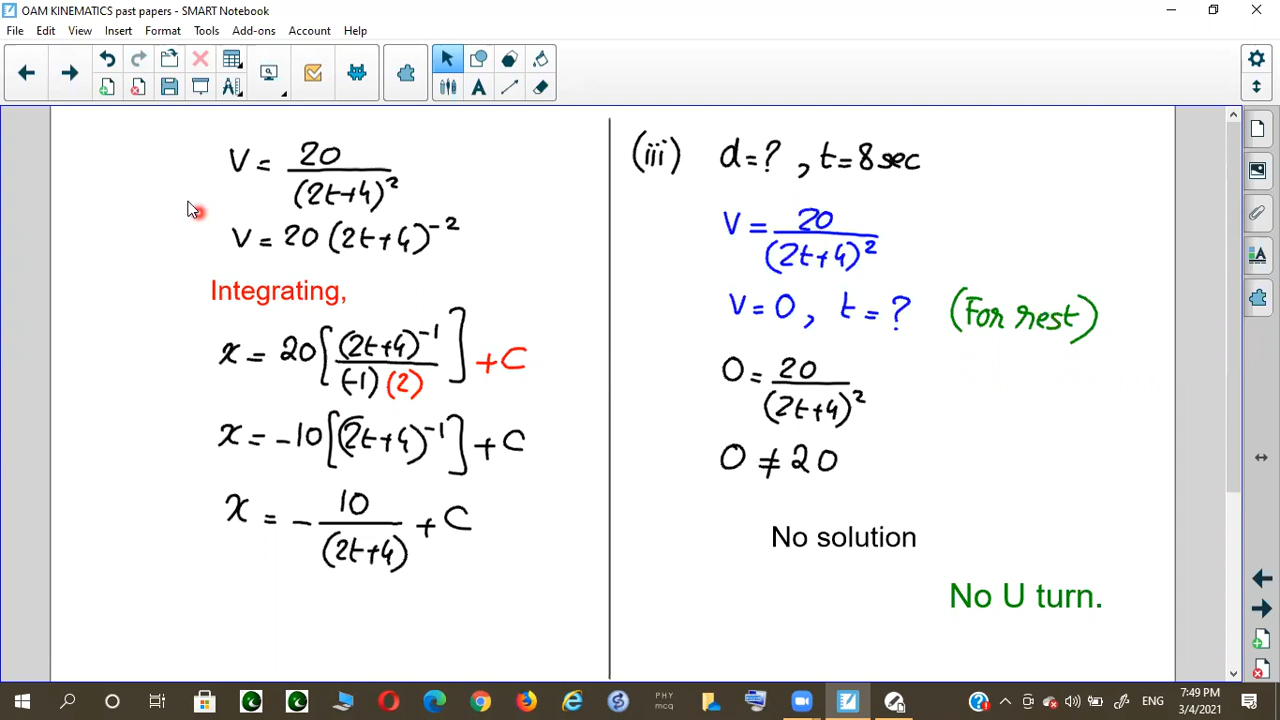 OAM KINEMATICS past papers - SMART Notebook
File Edit View Insert Format Tools Add-ons Account Help
V = 20/(2t+4)²
V = 20 (2t+4)⁻²
Integrating,
x = 20[(2t+4)⁻¹/(-1)(2)] + C
x = -10[(2t+4)⁻¹] + C
x = - 10/(2t+4) + C
(iii) d=? , t=8sec
V = 20/(2t+4)²
V = 0 , t = ? (For rest)
0 = 20/(2t+4)²
0 ≠ 20
No solution
No U turn.
PHY
mcq
ENG
7:49 PM
3/4/2021